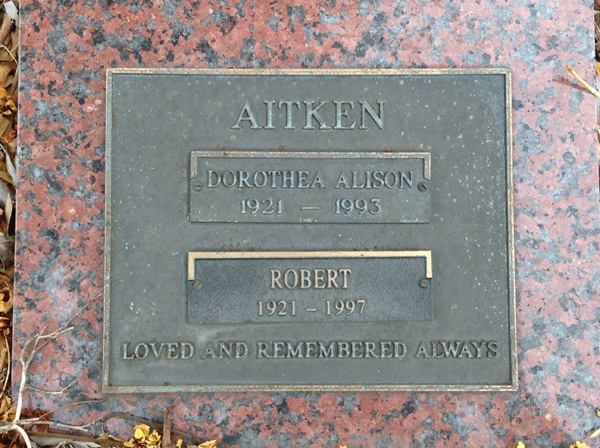 AITKEN
DOROTHEA ALISON
1921 — 1993
ROBERT
1921 – 1997
LOVED AND REMEMBERED ALWAYS